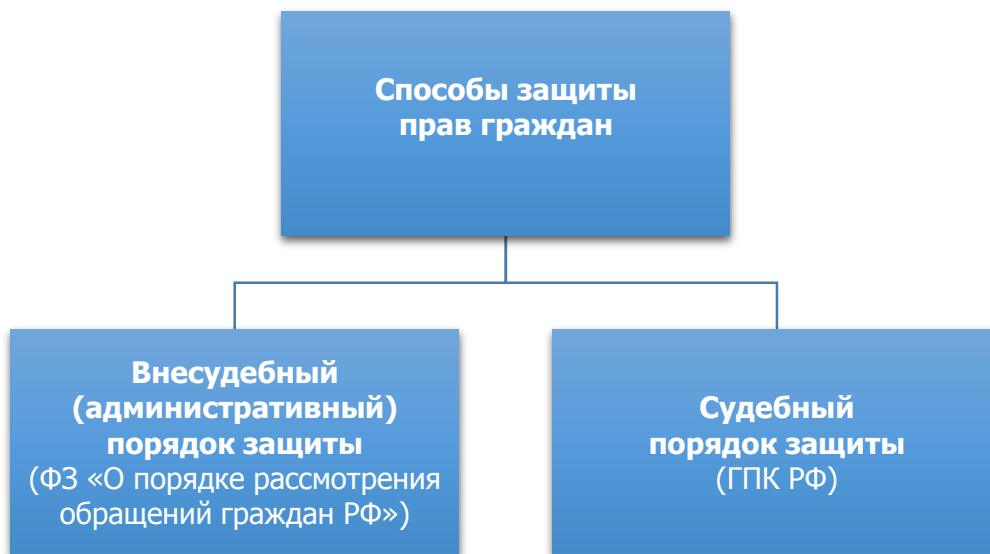 Способы защиты
прав граждан
Внесудебный
(административный)
порядок защиты
(ФЗ «О порядке рассмотрения
обращений граждан РФ»)
Судебный
порядок защиты
(ГПК РФ)